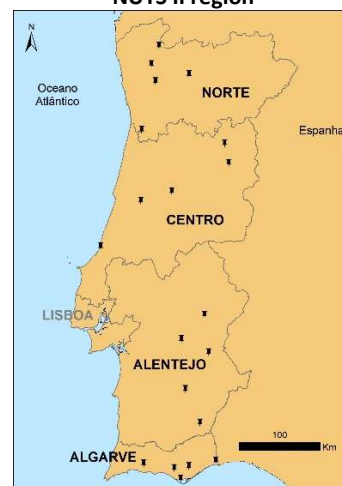 NUTS II region
N
Oceano
Atlântico
NORTE
Espanha
CENTRO
LISBOA
ALENTEJO
ALGARVE
100
Km